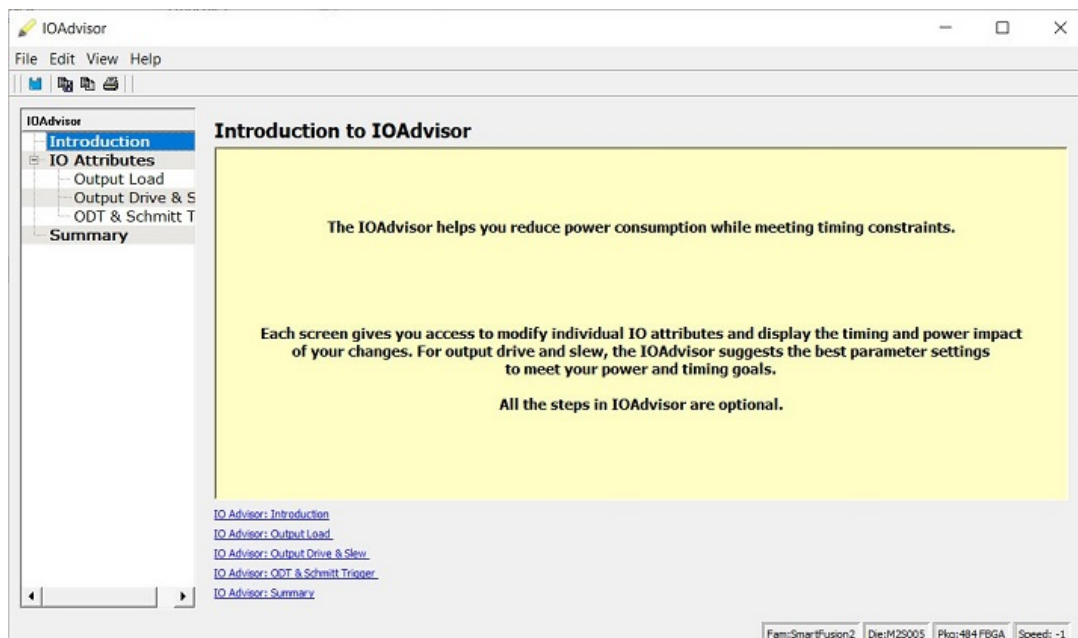 IOAdvisor
File Edit View Help
IOAdvisor
Introduction
IO Attributes
Output Load
Output Drive & S
ODT & Schmitt T
Summary
Introduction to IOAdvisor
The IOAdvisor helps you reduce power consumption while meeting timing constraints.
Each screen gives you access to modify individual IO attributes and display the timing and power impact
of your changes. For output drive and slew, the IOAdvisor suggests the best parameter settings
to meet your power and timing goals.
All the steps in IOAdvisor are optional.
IO Advisor: Introduction
IO Advisor: Output Load
IO Advisor: Output Drive & Slew
IO Advisor: ODT & Schmitt Trigger
IO Advisor: Summary
Fam:SmartFusion2 Die:M2S005 Pkg:484 FBGA Speed: -1